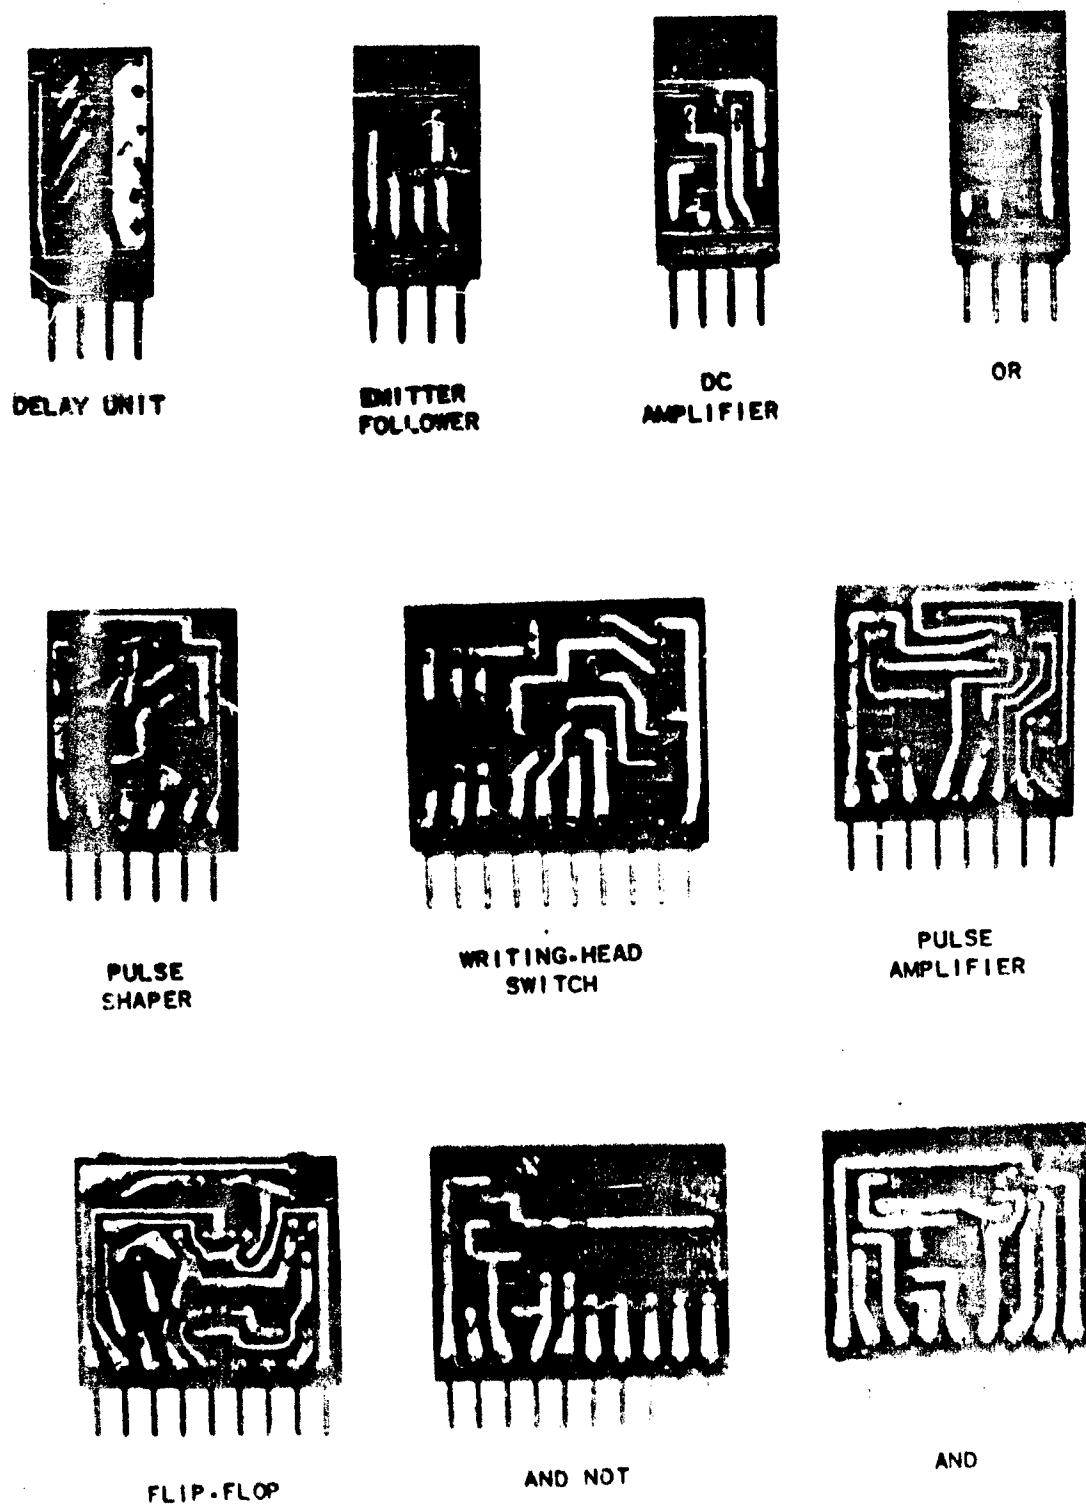 DELAY UNIT
EMITTER
FOLLOWER
DC
AMPLIFIER
OR
PULSE
SHAPER
WRITING-HEAD
SWITCH
PULSE
AMPLIFIER
FLIP-FLOP
AND NOT
AND